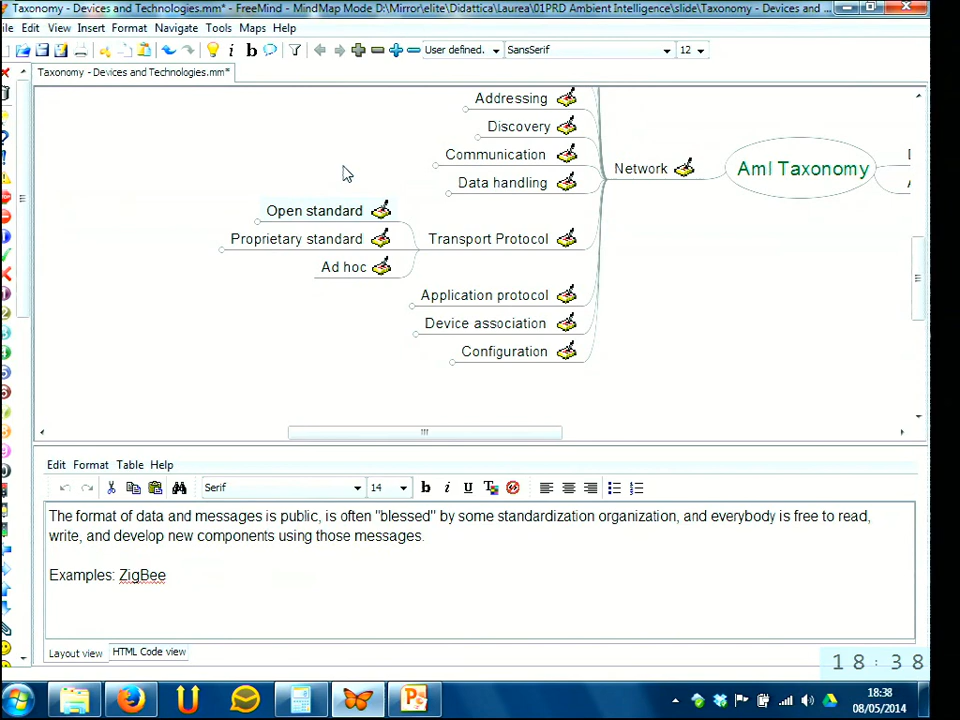 Taxonomy - Devices and Technologies.mm* - FreeMind - MindMap Mode D:\Mirror\elite\Didattica\Laurea\01PRD Ambient Intelligence\slide\Taxonomy - Devices and ...
ile Edit View Insert Format Navigate Tools Maps Help
User defined. SansSerif 12
Taxonomy - Devices and Technologies.mm*
Addressing
Discovery
Communication
Data handling
Network
AmI Taxonomy
Open standard
Proprietary standard
Ad hoc
Transport Protocol
Application protocol
Device association
Configuration
Edit Format Table Help
Serif 14
The format of data and messages is public, is often "blessed" by some standardization organization, and everybody is free to read,
write, and develop new components using those messages.
Examples: ZigBee
Layout view HTML Code view
18:38
18:38
08/05/2014